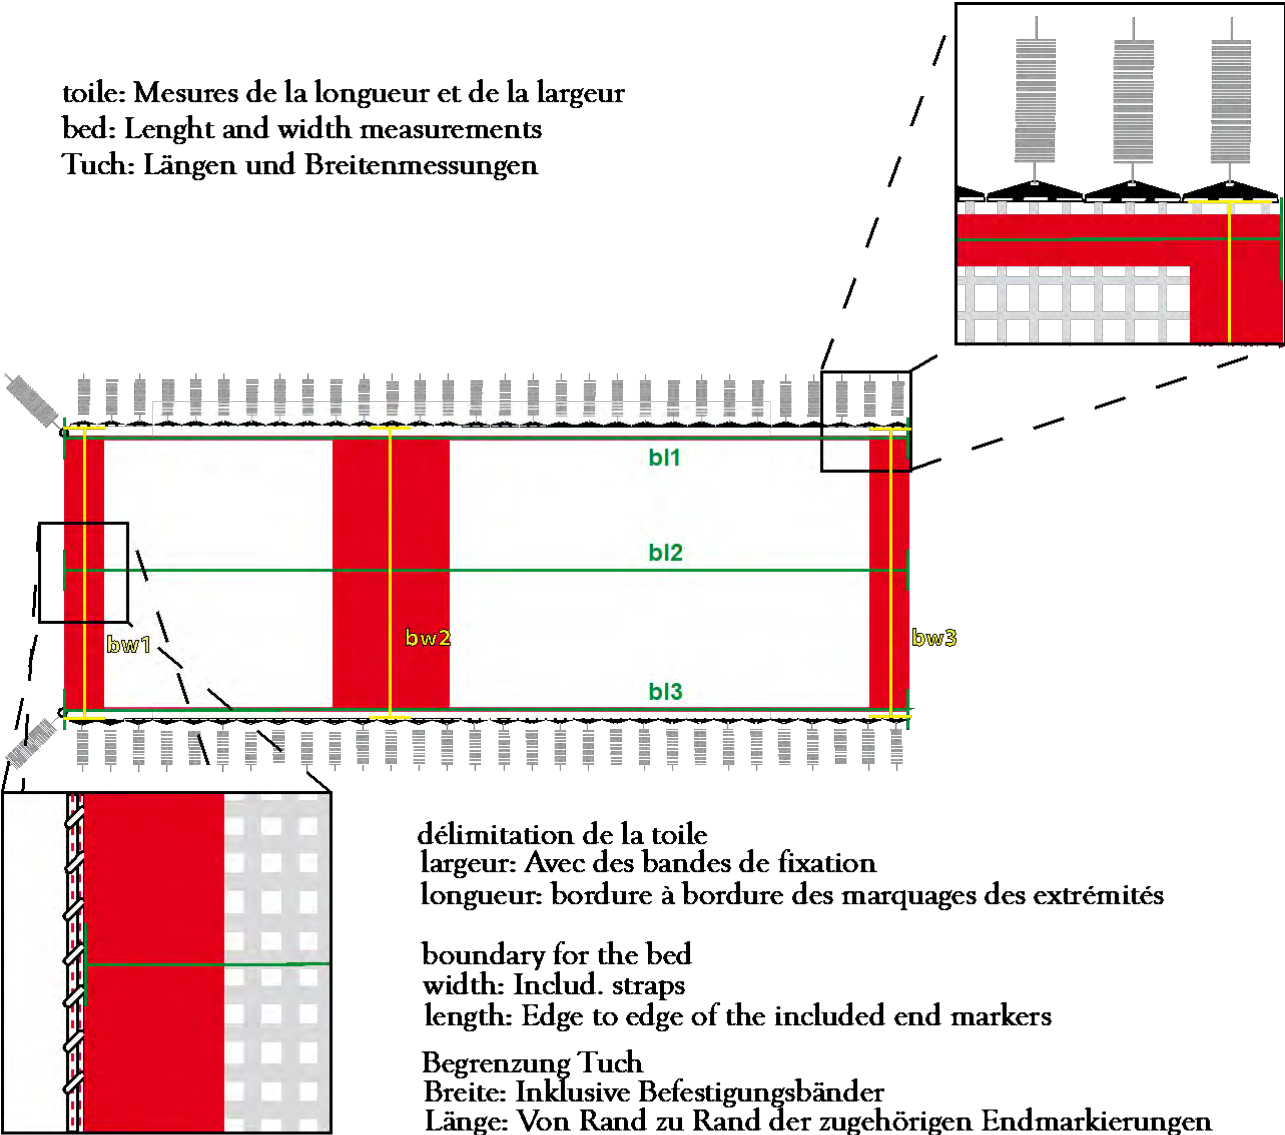 toile: Mesures de la longueur et de la largeur
bed: Lenght and width measurements
Tuch: Längen und Breitenmessungen
bl1
bl2
bw1
bw2
bw3
bl3
délimitation de la toile
largeur: Avec des bandes de fixation
longueur: bordure à bordure des marquages des extrémités
boundary for the bed
width: Includ. straps
length: Edge to edge of the included end markers
Begrenzung Tuch
Breite: Inklusive Befestigungsbänder
Länge: Von Rand zu Rand der zugehörigen Endmarkierungen